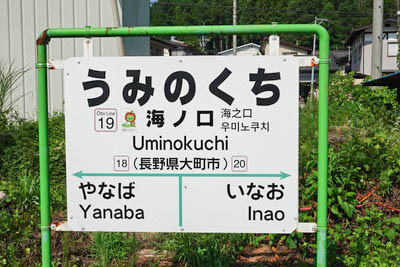 うみのくち
Oito Line
19
海ノ口
海之口
우미노쿠치
Uminokuchi
18 (長野県大町市) 20
やなば いなお
Yanaba Inao